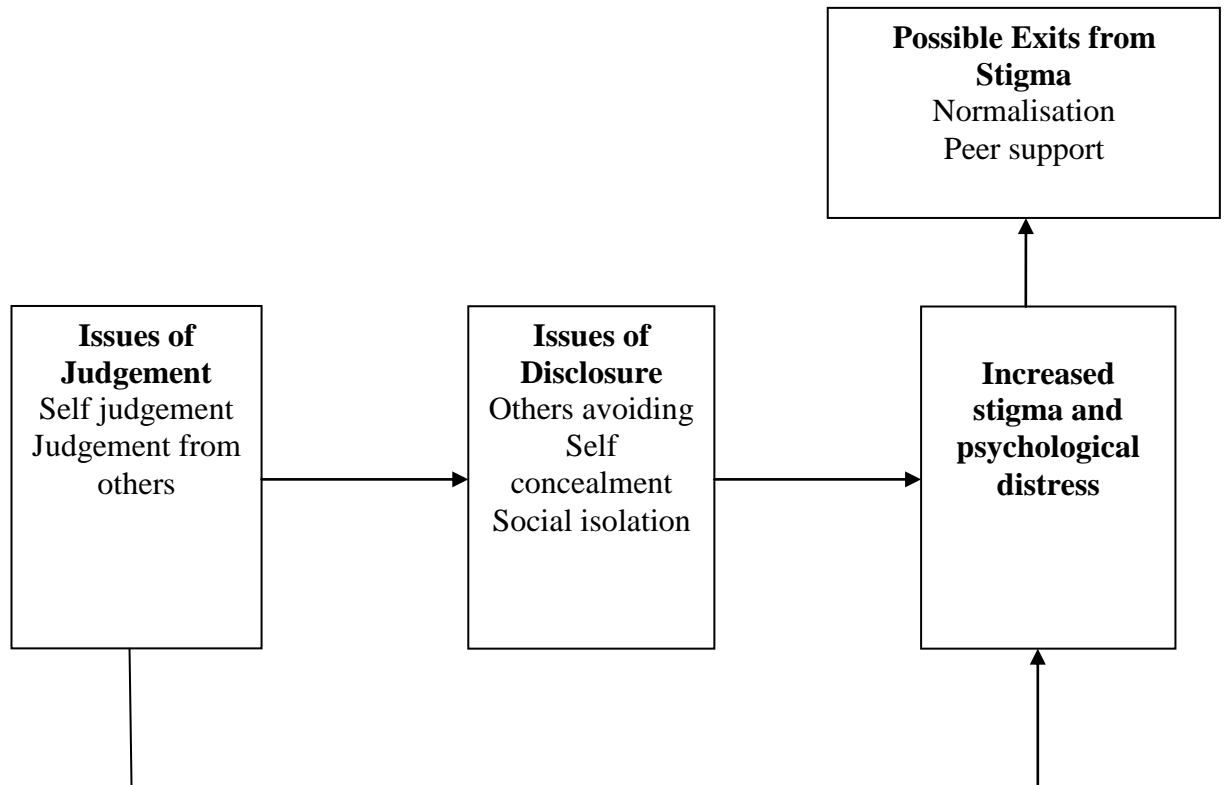 Possible Exits from
Stigma
Normalisation
Peer support
Issues of
Judgement
Self judgement
Judgement from
others
Issues of
Disclosure
Others avoiding
Self
concealment
Social isolation
Increased
stigma and
psychological
distress